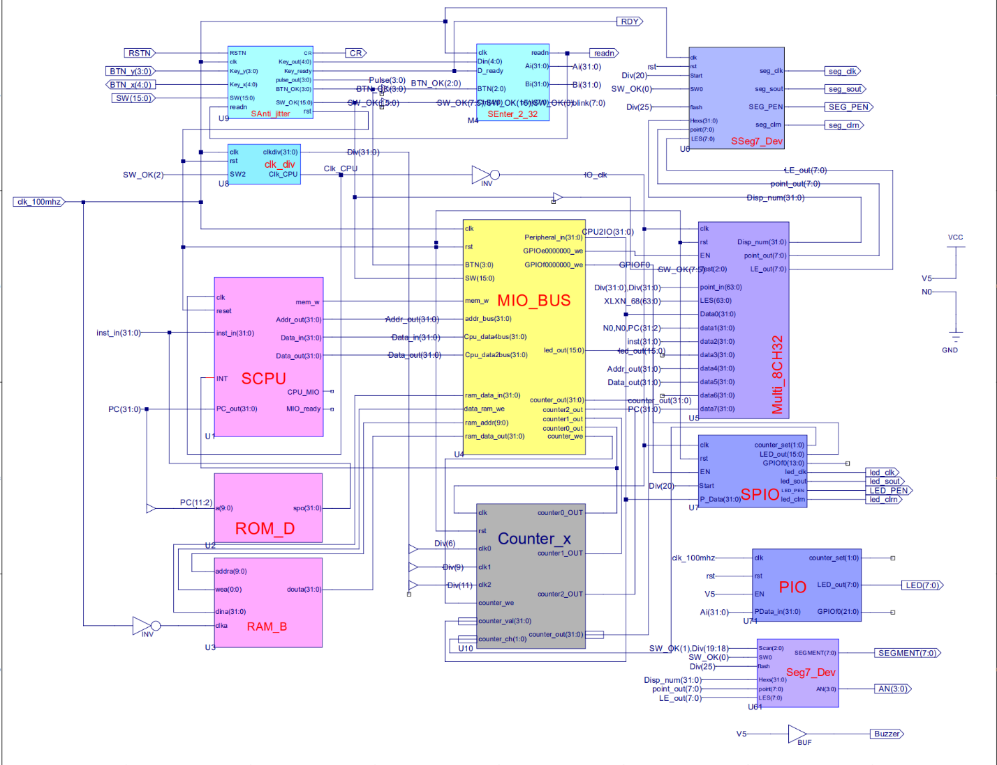 RDY
RSTN
BTN_y(3:0)
BTN_x(4:0)
SW(15:0)
RSTN
clk
Key_y(3:0)
Key_x(4:0)
SW(15:0)
readn
CR
Key_out(4:0)
Key_ready
pulse_out(3:0)
BTN_OK(3:0)
SW_OK(15:0)
rst
U9
SAnti_jitter
CR
Pulse(3:0)
BTN_OK(2:0)
clk
Din(4:0)
D_ready
BTN(2:0)
readn
Ai(31:0)
Bi(31:0)
M4
SEnter_2_32
readn
Ai(31:0)
Bi(31:0)
rst
Div(20)
SW_OK(0)
Div(25)
clk
rst
Start
SW0
flash
Hexs(31:0)
point(7:0)
LES(7:0)
seg_clk
seg_sout
SEG_PEN
seg_clrn
U6
SSeg7_Dev
seg_clk
seg_sout
SEG_PEN
seg_clrn
SW_OK(2)
clk
rst
SW2
clkdiv(31:0)
clk_div
Clk_CPU
U8
Div(31:0)
Clk_CPU
INV
IO_clk
LE_out(7:0)
point_out(7:0)
Disp_num(31:0)
clk_100mhz
clk
rst
BTN(3:0)
SW(15:0)
mem_w
addr_bus(31:0)
Cpu_data4bus(31:0)
Cpu_data2bus(31:0)
ram_data_in(31:0)
data_ram_we
ram_addr(9:0)
ram_data_out(31:0)
MIO_BUS
Peripheral_in(31:0)
GPIOe0000000_we
GPIOf0000000_we
led_out(15:0)
counter_out(31:0)
counter2_out
counter1_out
counter0_out
counter_we
U4
CPU2IO(31:0)
GPIOF0
Div(31:0),Div(31:0)
XLXN_68(63:0)
N0,N0,PC(31:2)
inst(31:0)
led_out(15:0)
Addr_out(31:0)
Data_out(31:0)
counter_out(31:0)
PC(31:0)
clk
rst
EN
point_in(63:0)
LES(63:0)
Data0(31:0)
data1(31:0)
data2(31:0)
data3(31:0)
data4(31:0)
data5(31:0)
data6(31:0)
data7(31:0)
Disp_num(31:0)
point_out(7:0)
LE_out(7:0)
Multi_8CH32
U5
VCC
V5
N0
GND
inst_in(31:0)
PC(31:0)
clk
reset
inst_in(31:0)
INT
PC_out(31:0)
mem_w
Addr_out(31:0)
Data_in(31:0)
Data_out(31:0)
SCPU
CPU_MIO
MIO_ready
U1
Addr_out(31:0)
Data_in(31:0)
Data_out(31:0)
Div(20)
clk
rst
EN
Start
P_Data(31:0)
counter_set(1:0)
LED_out(15:0)
GPIOf0(13:0)
led_clk
led_sout
LED_PEN
led_clrn
SPIO
U7
led_clk
led_sout
LED_PEN
led_clrn
PC(11:2)
a(9:0)
spo(31:0)
ROM_D
U2
addra(9:0)
wea(0:0)
dina(31:0)
clka
douta(31:0)
RAM_B
U3
INV
Div(6)
Div(9)
Div(11)
clk
rst
clk0
clk1
clk2
counter_we
counter_val(31:0)
counter_ch(1:0)
Counter_x
counter0_OUT
counter1_OUT
counter2_OUT
counter_out(31:0)
U10
clk_100mhz
rst
V5
Ai(31:0)
clk
rst
EN
PData_in(31:0)
counter_set(1:0)
LED_out(7:0)
GPIOf0(21:0)
PIO
U71
LED(7:0)
SW_OK(1),Div(19:18)
SW_OK(0)
Div(25)
Disp_num(31:0)
point_out(7:0)
LE_out(7:0)
Scan(2:0)
SW0
flash
Hexs(31:0)
point(7:0)
LES(7:0)
SEGMENT(7:0)
Seg7_Dev
AN(3:0)
U61
SEGMENT(7:0)
AN(3:0)
V5
BUF
Buzzer